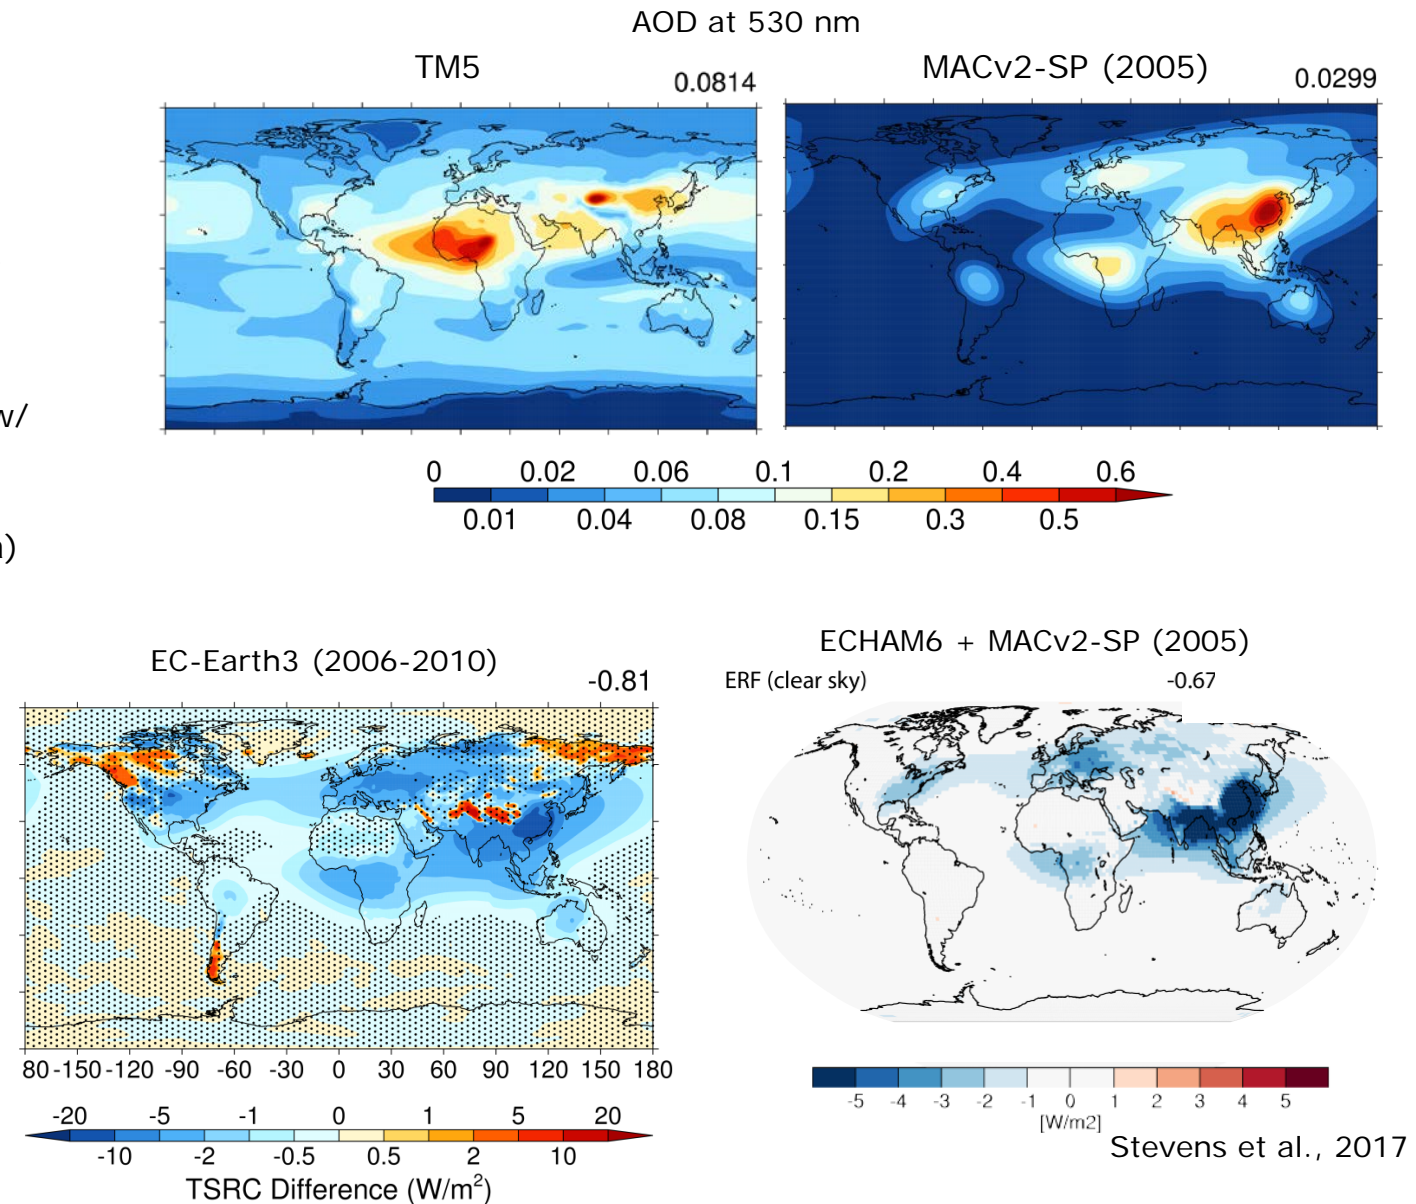 AOD at 530 nm
TM5
0.0814
MACv2-SP (2005)
0.0299
w/
0 0.02 0.06 0.1 0.2 0.4 0.6
0.01 0.04 0.08 0.15 0.3 0.5
EC-Earth3 (2006-2010)
-0.81
ECHAM6 + MACv2-SP (2005)
ERF (clear sky)
-0.67
80 -150 -120 -90 -60 -30 0 30 60 90 120 150 180
-20 -5 -1 0 1 5 20
-10 -2 -0.5 0.5 2 10
TSRC Difference (W/m²)
-5 -4 -3 -2 -1 0 1 2 3 4 5
[W/m2]
Stevens et al., 2017